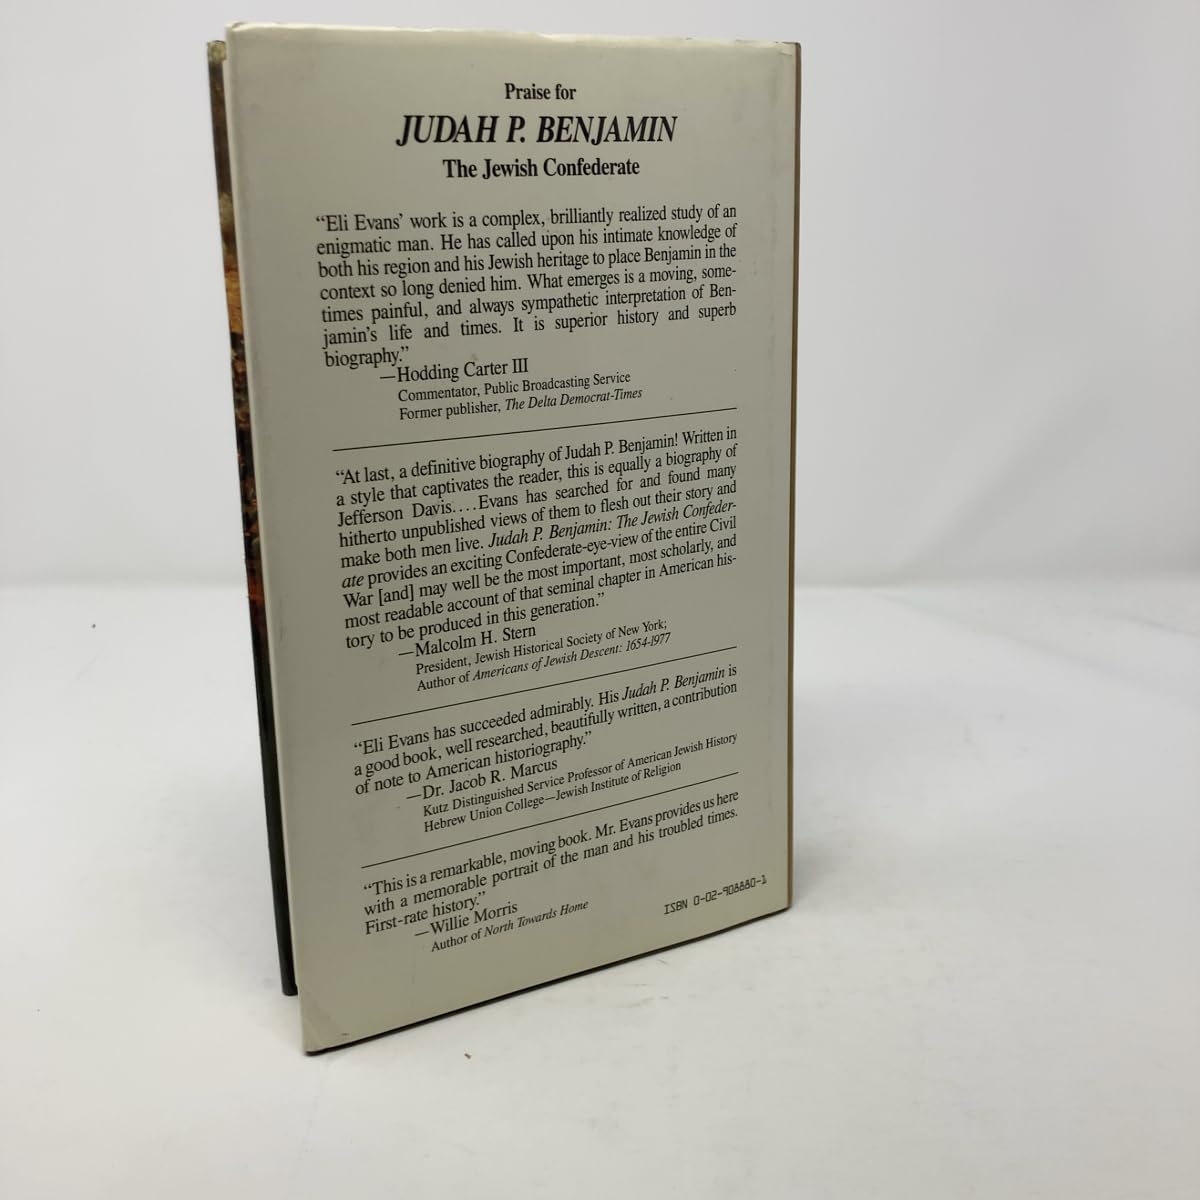 Praise for
JUDAH P. BENJAMIN
The Jewish Confederate
“Eli Evans’ work is a complex, brilliantly realized study of an
enigmatic man. He has called upon his intimate knowledge of
both his region and his Jewish heritage to place Benjamin in the
context so long denied him. What emerges is a moving, some-
times painful, and always sympathetic interpretation of Ben-
jamin’s life and times. It is superior history and superb
biography.”
—Hodding Carter III
Commentator, Public Broadcasting Service
Former publisher, The Delta Democrat-Times
“At last, a definitive biography of Judah P. Benjamin! Written in
a style that captivates the reader, this is equally a biography of
Jefferson Davis....Evans has searched for and found many
hitherto unpublished views of them to flesh out their story and
make both men live. Judah P. Benjamin: The Jewish Confeder-
ate provides an exciting Confederate-eye-view of the entire Civil
War [and] may well be the most important, most scholarly, and
most readable account of that seminal chapter in American his-
tory to be produced in this generation.”
—Malcolm H. Stern
President, Jewish Historical Society of New York;
Author of Americans of Jewish Descent: 1654-1977
“Eli Evans has succeeded admirably. His Judah P. Benjamin is
a good book, well researched, beautifully written, a contribution
of note to American historiography.”
—Dr. Jacob R. Marcus
Kutz Distinguished Service Professor of American Jewish History
Hebrew Union College—Jewish Institute of Religion
“This is a remarkable, moving book. Mr. Evans provides us here
with a memorable portrait of the man and his troubled times.
First-rate history.”
—Willie Morris
Author of North Towards Home
ISBN 0-02-908880-1